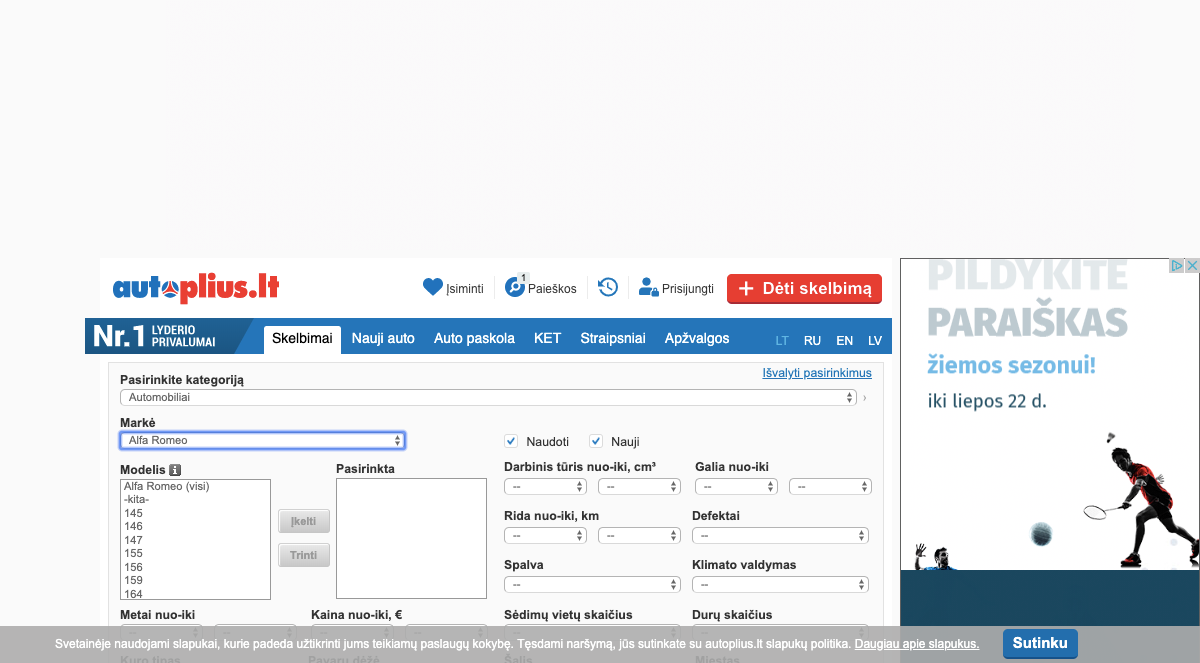 autoplius.lt
Įsiminti
1
Paieškos
Prisijungti
+ Dėti skelbimą
Nr.1 LYDERIO PRIVALUMAI
Skelbimai
Nauji auto
Auto paskola
KET
Straipsniai
Apžvalgos
LT
RU
EN
LV
Pasirinkite kategoriją
Išvalyti pasirinkimus
Automobiliai
Markė
Alfa Romeo
Naudoti
Nauji
Modelis
Pasirinkta
Alfa Romeo (visi)
-kita-
145
146
147
155
156
159
164
Įkelti
Trinti
Darbinis tūris nuo-iki, cm³
Galia nuo-iki
--
--
--
--
Rida nuo-iki, km
Defektai
--
--
--
Spalva
Klimato valdymas
--
--
Metai nuo-iki
Kaina nuo-iki, €
Sėdimų vietų skaičius
Durų skaičius
Kuro tipas
Pavarų dėžė
Šalis
Miestas
Svetainėje naudojami slapukai, kurie padeda užtikrinti jums teikiamų paslaugų kokybę. Tęsdami naršymą, jūs sutinkate su autoplius.lt slapukų politika. Daugiau apie slapukus.
Sutinku
PILDYKITE
PARAIŠKAS
žiemos sezonui!
iki liepos 22 d.